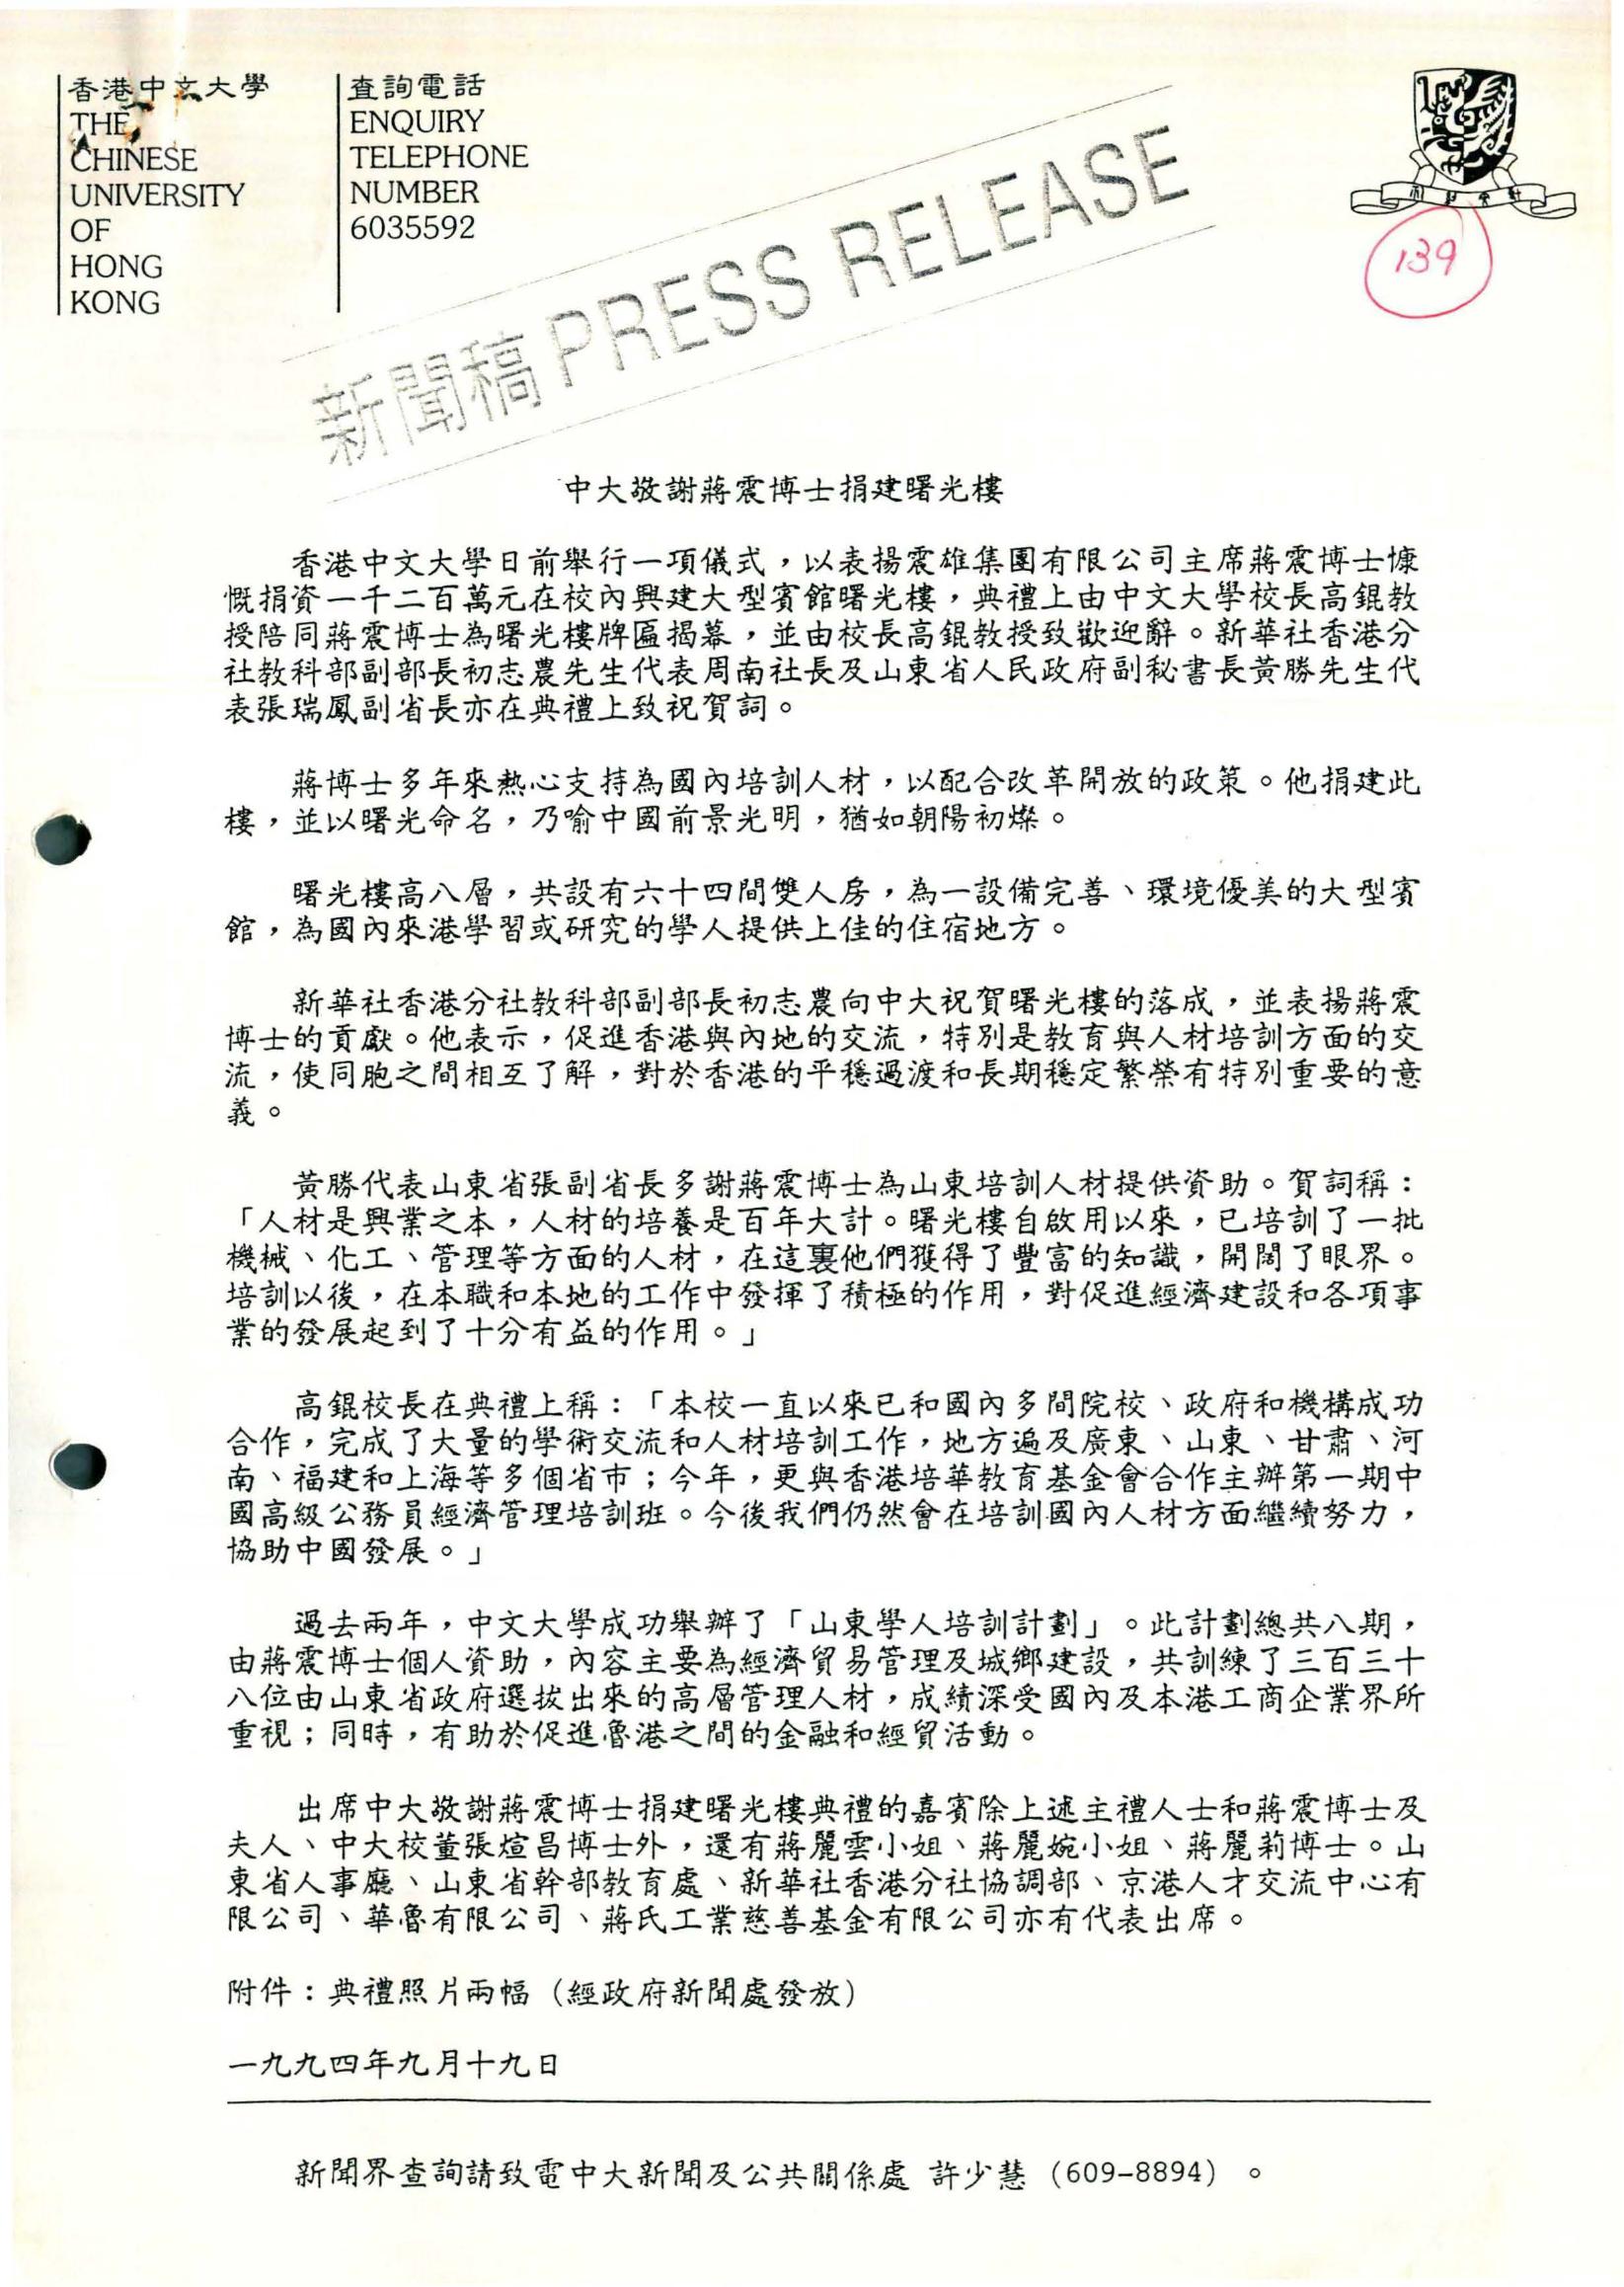 香港中文大學
THE
CHINESE
UNIVERSITY
OF
HONG
KONG
查詢電話
ENQUIRY
TELEPHONE
NUMBER
6035592
139
新聞稿 PRESS RELEASE
中大敬謝蔣震博士捐建曙光樓
香港中文大學日前舉行一項儀式，以表揚震雄集團有限公司主席蔣震博士慷
慨捐資一千二百萬元在校內興建大型賓館曙光樓，典禮上由中文大學校長高錕教
授陪同蔣震博士為曙光樓牌匾揭幕，並由校長高錕教授致歡迎辭。新華社香港分
社教科部副部長初志農先生代表周南社長及山東省人民政府副秘書長黃勝先生代
表張瑞鳳副省長亦在典禮上致祝賀詞。
蔣博士多年來熱心支持為國內培訓人材，以配合改革開放的政策。他捐建此
樓，並以曙光命名，乃喻中國前景光明，猶如朝陽初燦。
曙光樓高八層，共設有六十四間雙人房，為一設備完善、環境優美的大型賓
館，為國內來港學習或研究的學人提供上佳的住宿地方。
新華社香港分社教科部副部長初志農向中大祝賀曙光樓的落成，並表揚蔣震
博士的貢獻。他表示，促進香港與內地的交流，特別是教育與人材培訓方面的交
流，使同胞之間相互了解，對於香港的平穩過渡和長期穩定繁榮有特別重要的意
義。
黃勝代表山東省張副省長多謝蔣震博士為山東培訓人材提供資助。賀詞稱：
「人材是興業之本，人材的培養是百年大計。曙光樓自啟用以來，已培訓了一批
機械、化工、管理等方面的人材，在這裏他們獲得了豐富的知識，開闊了眼界。
培訓以後，在本職和本地的工作中發揮了積極的作用，對促進經濟建設和各項事
業的發展起到了十分有益的作用。」
高錕校長在典禮上稱：「本校一直以來已和國內多間院校、政府和機構成功
合作，完成了大量的學術交流和人材培訓工作，地方遍及廣東、山東、甘肅、河
南、福建和上海等多個省市；今年，更與香港培華教育基金會合作主辦第一期中
國高級公務員經濟管理培訓班。今後我們仍然會在培訓國內人材方面繼續努力，
協助中國發展。」
過去兩年，中文大學成功舉辦了「山東學人培訓計劃」。此計劃總共八期，
由蔣震博士個人資助，內容主要為經濟貿易管理及城鄉建設，共訓練了三百三十
八位由山東省政府選拔出來的高層管理人材，成績深受國內及本港工商企業界所
重視；同時，有助於促進魯港之間的金融和經貿活動。
出席中大敬謝蔣震博士捐建曙光樓典禮的嘉賓除上述主禮人士和蔣震博士及
夫人、中大校董張煊昌博士外，還有蔣麗雲小姐、蔣麗婉小姐、蔣麗莉博士。山
東省人事廳、山東省幹部教育處、新華社香港分社協調部、京港人才交流中心有
限公司、華魯有限公司、蔣氏工業慈善基金有限公司亦有代表出席。
附件：典禮照片兩幅（經政府新聞處發放）
一九九四年九月十九日
新聞界查詢請致電中大新聞及公共關係處 許少慧（609-8894）。